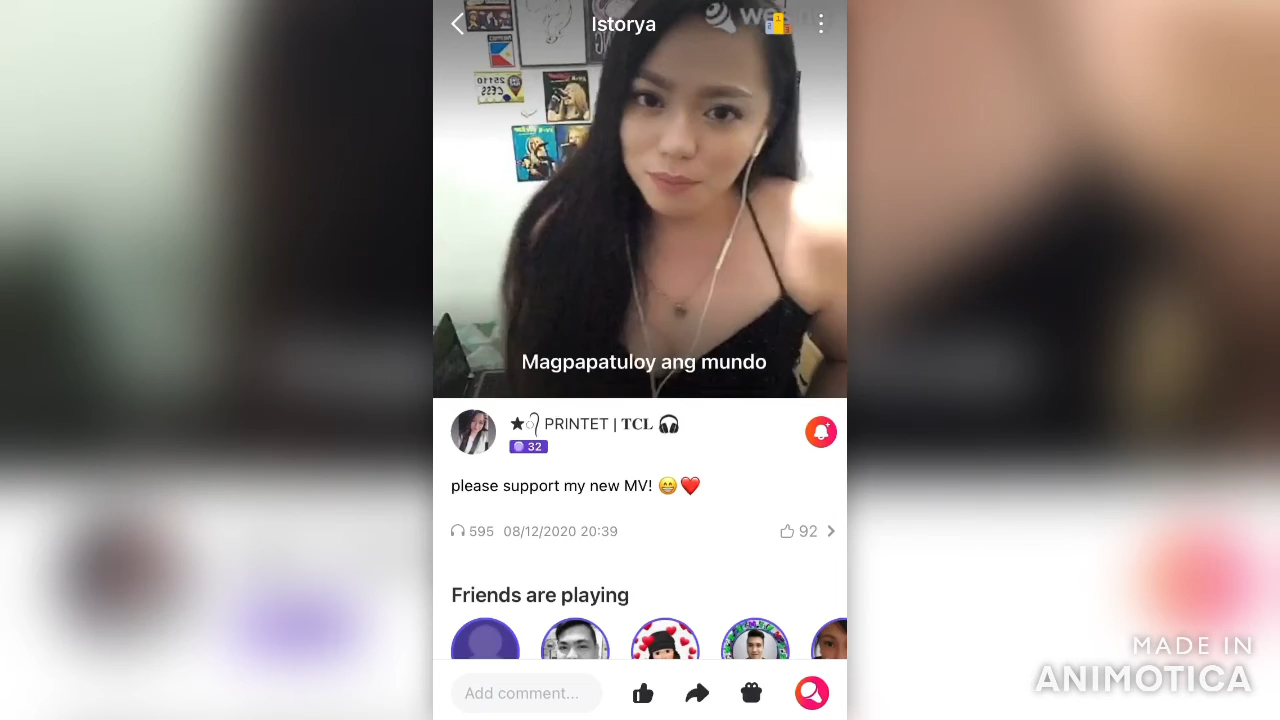 Istorya
Magpapatuloy ang mundo
★ PRINTET | 𝐓𝐂𝐋 🎧
32
please support my new MV! 😁❤️
595 08/12/2020 20:39
92
Friends are playing
Add comment...
MADE IN
ANIMOTICA